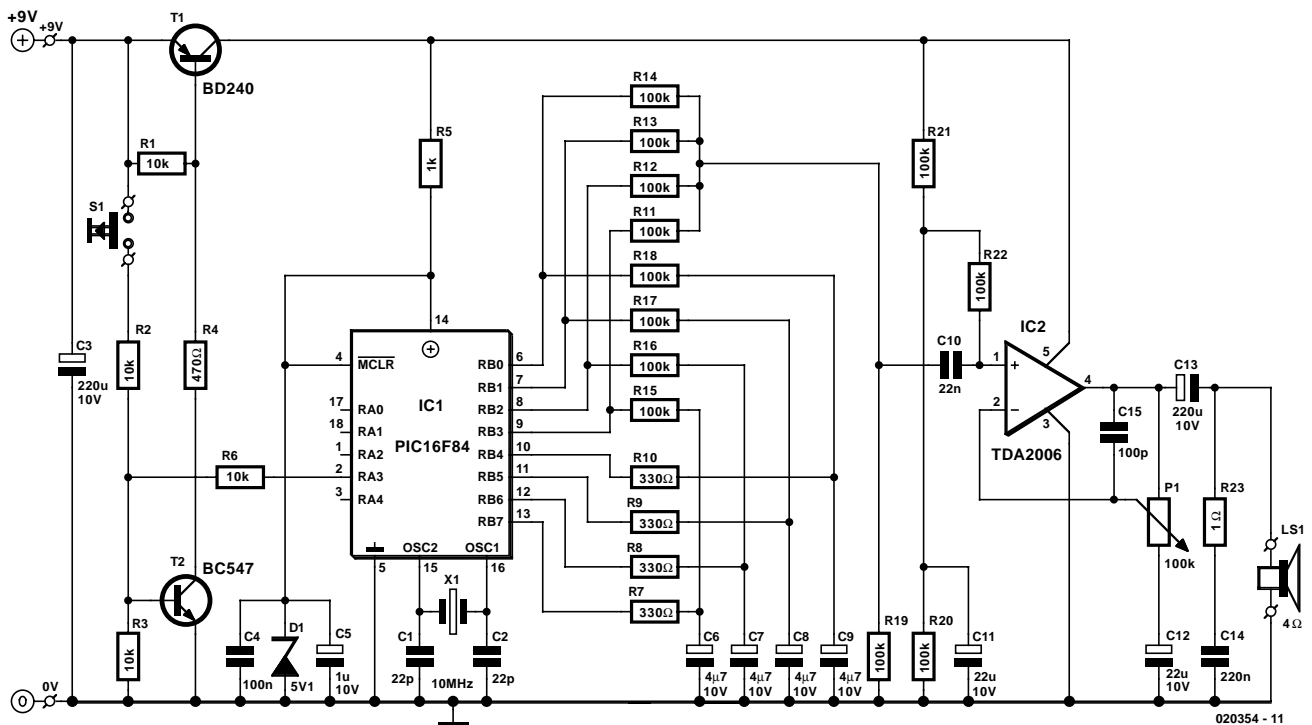 +9V
+9V
T1
BD240
R1
10k
S1
R2
10k
R4
470Ω
C3
220u
10V
R6
10k
T2
BC547
R3
10k
0V
C4
100n
D1
5V1
C5
1u
10V
R5
1k
14
4
MCLR
17
RA0
18
RA1
1
RA2
2
RA3
3
RA4
IC1
PIC16F84
RB0
6
RB1
7
RB2
8
RB3
9
RB4
10
RB5
11
RB6
12
RB7
13
OSC2
OSC1
5
15
16
X1
10MHz
C1
22p
C2
22p
R14
100k
R13
100k
R12
100k
R11
100k
R18
100k
R17
100k
R16
100k
R15
100k
R10
330Ω
R9
330Ω
R8
330Ω
R7
330Ω
C6
4µ7
10V
C7
4µ7
10V
C8
4µ7
10V
C9
4µ7
10V
R19
100k
R20
100k
C11
22u
10V
R21
100k
R22
100k
C10
22n
IC2
1
+
2
–
5
4
3
TDA2006
C15
100p
C13
220u
10V
P1
100k
R23
1Ω
C12
22u
10V
C14
220n
LS1
4Ω
020354 - 11